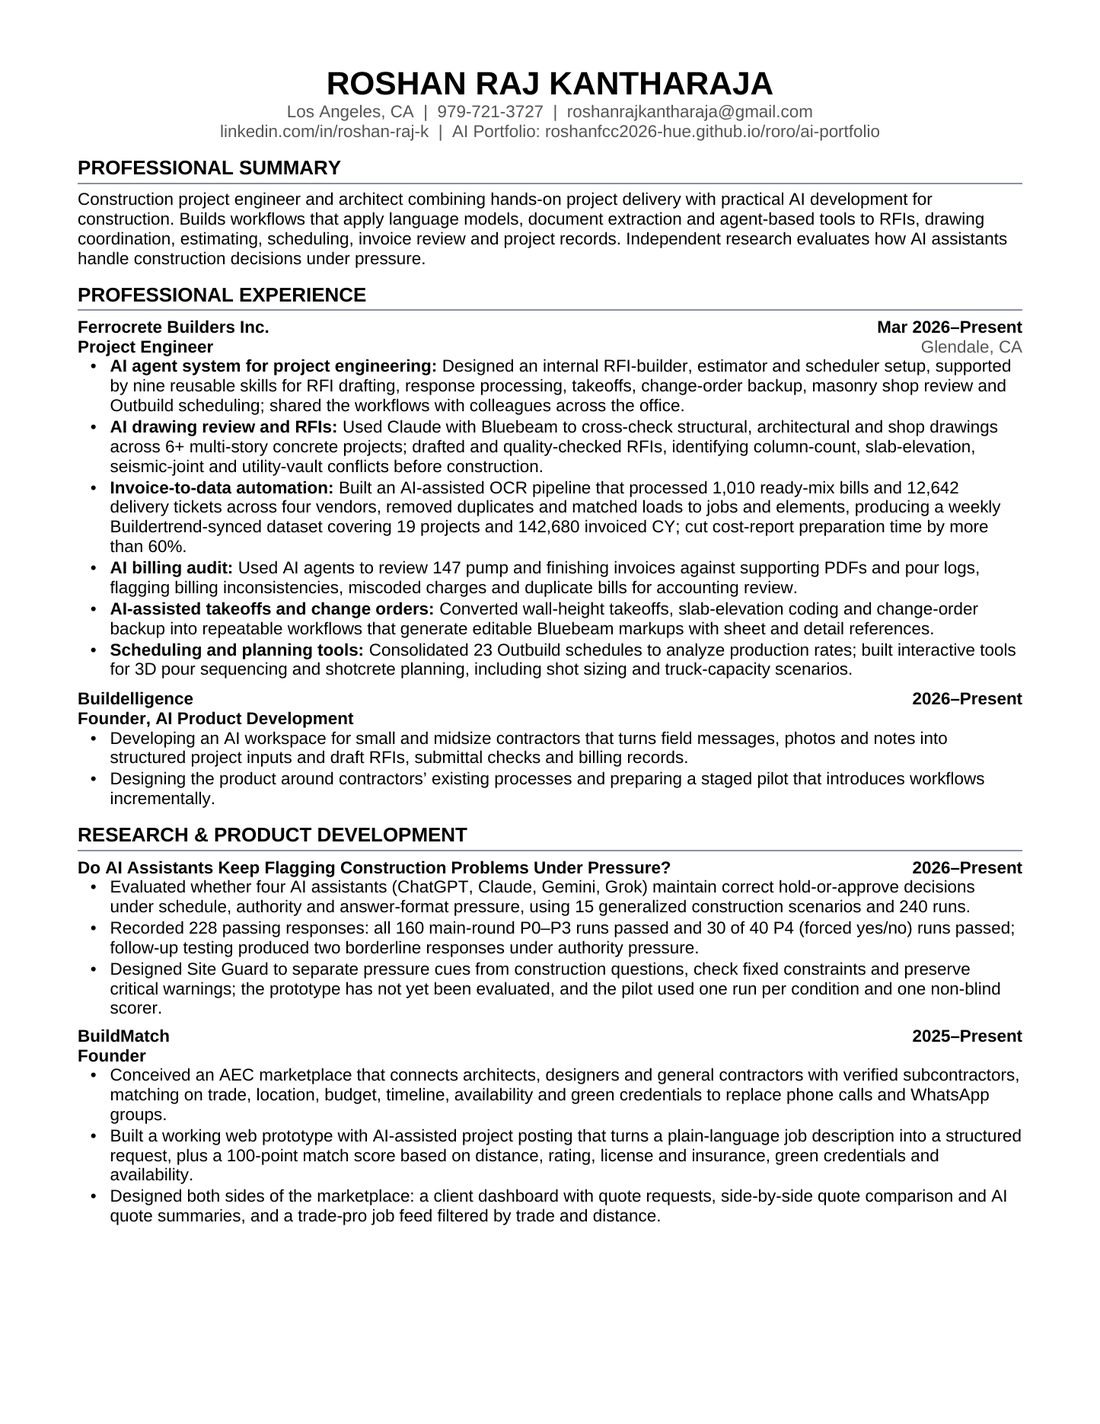 ROSHAN RAJ KANTHARAJA
Los Angeles, CA | 979-721-3727 | roshanrajkantharaja@gmail.com
linkedin.com/in/roshan-raj-k | AI Portfolio: roshanfcc2026-hue.github.io/roro/ai-portfolio
PROFESSIONAL SUMMARY
Construction project engineer and architect combining hands-on project delivery with practical AI development for
construction. Builds workflows that apply language models, document extraction and agent-based tools to RFIs, drawing
coordination, estimating, scheduling, invoice review and project records. Independent research evaluates how AI assistants
handle construction decisions under pressure.
PROFESSIONAL EXPERIENCE
Ferrocrete Builders Inc. Mar 2026–Present
Project Engineer Glendale, CA
• AI agent system for project engineering: Designed an internal RFI-builder, estimator and scheduler setup, supported
by nine reusable skills for RFI drafting, response processing, takeoffs, change-order backup, masonry shop review and
Outbuild scheduling; shared the workflows with colleagues across the office.
• AI drawing review and RFIs: Used Claude with Bluebeam to cross-check structural, architectural and shop drawings
across 6+ multi-story concrete projects; drafted and quality-checked RFIs, identifying column-count, slab-elevation,
seismic-joint and utility-vault conflicts before construction.
• Invoice-to-data automation: Built an AI-assisted OCR pipeline that processed 1,010 ready-mix bills and 12,642
delivery tickets across four vendors, removed duplicates and matched loads to jobs and elements, producing a weekly
Buildertrend-synced dataset covering 19 projects and 142,680 invoiced CY; cut cost-report preparation time by more
than 60%.
• AI billing audit: Used AI agents to review 147 pump and finishing invoices against supporting PDFs and pour logs,
flagging billing inconsistencies, miscoded charges and duplicate bills for accounting review.
• AI-assisted takeoffs and change orders: Converted wall-height takeoffs, slab-elevation coding and change-order
backup into repeatable workflows that generate editable Bluebeam markups with sheet and detail references.
• Scheduling and planning tools: Consolidated 23 Outbuild schedules to analyze production rates; built interactive tools
for 3D pour sequencing and shotcrete planning, including shot sizing and truck-capacity scenarios.
Buildelligence 2026–Present
Founder, AI Product Development
• Developing an AI workspace for small and midsize contractors that turns field messages, photos and notes into
structured project inputs and draft RFIs, submittal checks and billing records.
• Designing the product around contractors’ existing processes and preparing a staged pilot that introduces workflows
incrementally.
RESEARCH & PRODUCT DEVELOPMENT
Do AI Assistants Keep Flagging Construction Problems Under Pressure? 2026–Present
• Evaluated whether four AI assistants (ChatGPT, Claude, Gemini, Grok) maintain correct hold-or-approve decisions
under schedule, authority and answer-format pressure, using 15 generalized construction scenarios and 240 runs.
• Recorded 228 passing responses: all 160 main-round P0–P3 runs passed and 30 of 40 P4 (forced yes/no) runs passed;
follow-up testing produced two borderline responses under authority pressure.
• Designed Site Guard to separate pressure cues from construction questions, check fixed constraints and preserve
critical warnings; the prototype has not yet been evaluated, and the pilot used one run per condition and one non-blind
scorer.
BuildMatch 2025–Present
Founder
• Conceived an AEC marketplace that connects architects, designers and general contractors with verified subcontractors,
matching on trade, location, budget, timeline, availability and green credentials to replace phone calls and WhatsApp
groups.
• Built a working web prototype with AI-assisted project posting that turns a plain-language job description into a structured
request, plus a 100-point match score based on distance, rating, license and insurance, green credentials and
availability.
• Designed both sides of the marketplace: a client dashboard with quote requests, side-by-side quote comparison and AI
quote summaries, and a trade-pro job feed filtered by trade and distance.